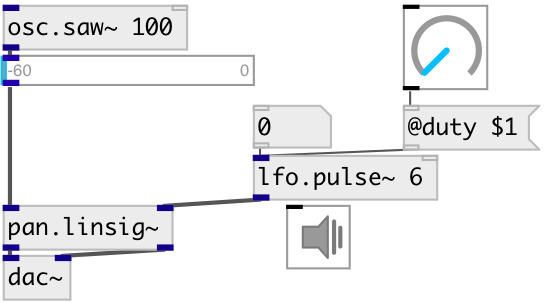 osc.saw~ 100
-60 0
0
@duty $1
lfo.pulse~ 6
pan.linsig~
dac~